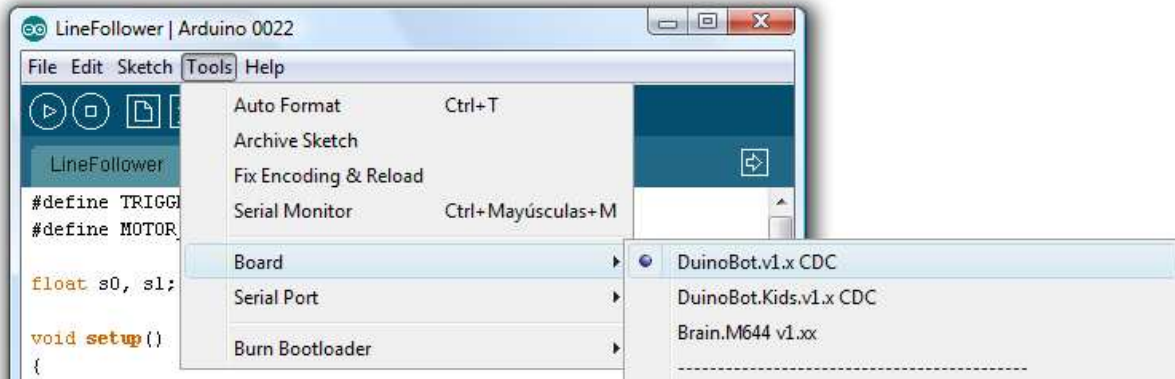 LineFollower | Arduino 0022
File Edit Sketch Tools Help
LineFollower
#define
#define
float s0, s1;
void setup()
{
Auto Format Ctrl+T
Archive Sketch
Fix Encoding & Reload
Serial Monitor Ctrl+Mayúsculas+M
Board
Serial Port
Burn Bootloader
DuinoBot.v1.x CDC
DuinoBot.Kids.v1.x CDC
Brain.M644 v1.xx
--------------------------------------------